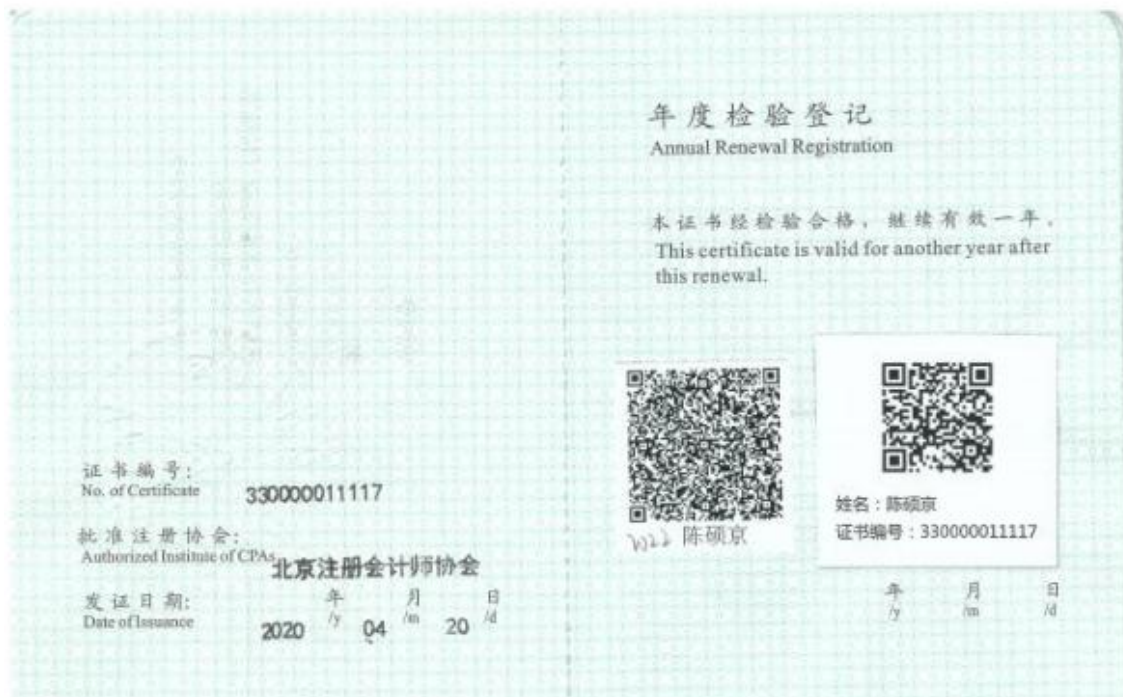 证书编号:
No. of Certificate
330000011117
批准注册协会:
Authorized Institute of CPAs
北京注册会计师协会
发证日期:
Date of Issuance
2020 年/y 04 月/m 20 日/d
年度检验登记
Annual Renewal Registration
本证书经检验合格,继续有效一年。
This certificate is valid for another year after
this renewal.
2022 陈硕京
姓名:陈硕京
证书编号:330000011117
年 月 日
/y /m /d